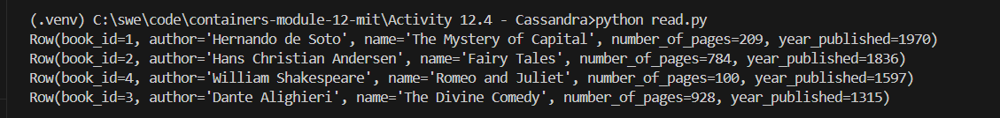 (.venv) C:\swe\code\containers-module-12-mit\Activity 12.4 - Cassandra>python read.py
Row(book_id=1, author='Hernando de Soto', name='The Mystery of Capital', number_of_pages=209, year_published=1970)
Row(book_id=2, author='Hans Christian Andersen', name='Fairy Tales', number_of_pages=784, year_published=1836)
Row(book_id=4, author='William Shakespeare', name='Romeo and Juliet', number_of_pages=100, year_published=1597)
Row(book_id=3, author='Dante Alighieri', name='The Divine Comedy', number_of_pages=928, year_published=1315)